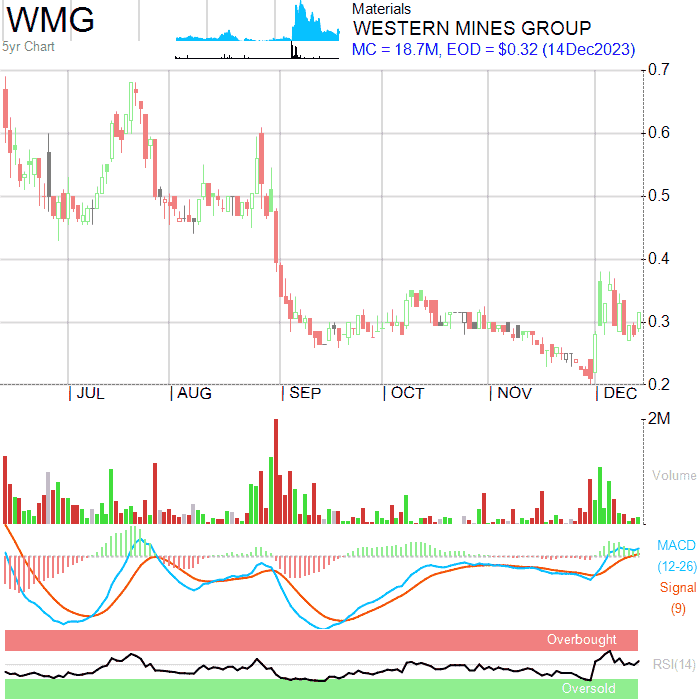 WMG
5yr Chart
Materials
WESTERN MINES GROUP
MC = 18.7M, EOD = $0.32 (14Dec2023)
0.7
0.6
0.5
0.4
0.3
0.2
JUL AUG SEP OCT NOV DEC
2M
Volume
MACD
(12-26)
Signal
(9)
Overbought
RSI(14)
Oversold